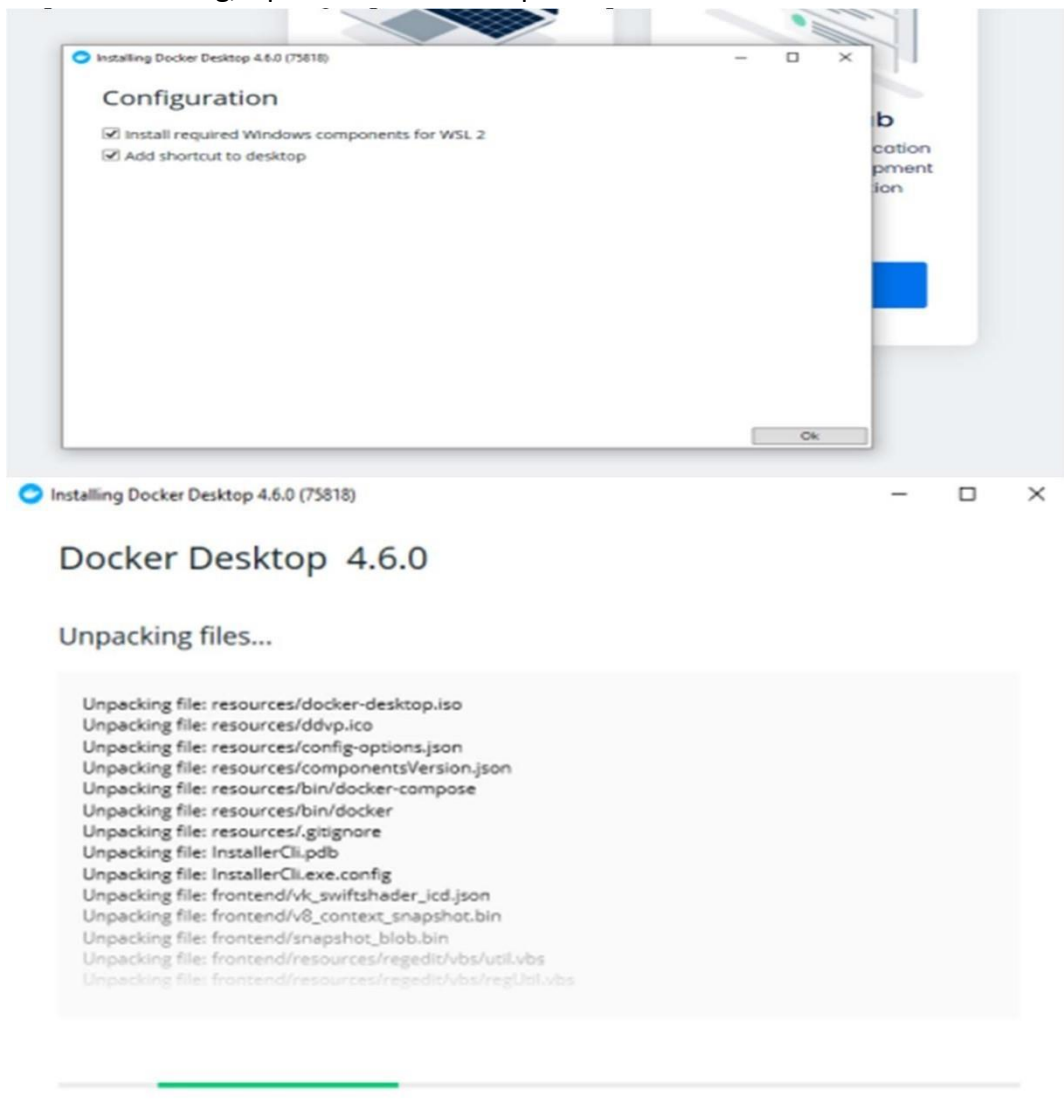 Installing Docker Desktop 4.6.0 (75818)
Configuration
Install required Windows components for WSL 2
Add shortcut to desktop
Ok
b
cation
pment
ion
Installing Docker Desktop 4.6.0 (75818)
Docker Desktop 4.6.0
Unpacking files...
Unpacking file: resources/docker-desktop.iso
Unpacking file: resources/ddvp.ico
Unpacking file: resources/config-options.json
Unpacking file: resources/componentsVersion.json
Unpacking file: resources/bin/docker-compose
Unpacking file: resources/bin/docker
Unpacking file: resources/.gitignore
Unpacking file: InstallerCli.pdb
Unpacking file: InstallerCli.exe.config
Unpacking file: frontend/vk_swiftshader_icd.json
Unpacking file: frontend/v8_context_snapshot.bin
Unpacking file: frontend/snapshot_blob.bin
Unpacking file: frontend/resources/regedit/vbs/util.vbs
Unpacking file: frontend/resources/regedit/vbs/regUtil.vbs